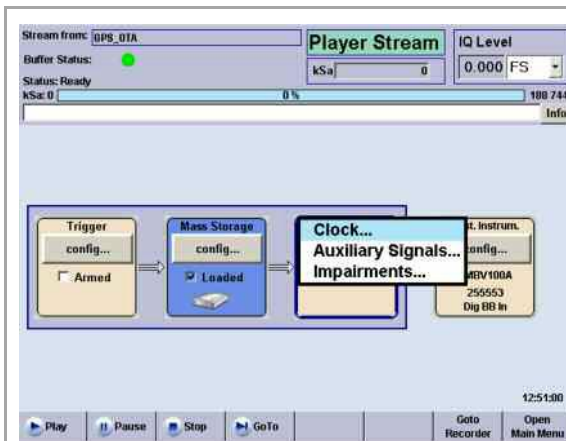 Stream from: GPS_OTA
Player Stream
IQ Level
Buffer Status:
kSa 0
0.000 FS
Status: Ready
kSa: 0 0 % 188 744
Info
Trigger
config...
Armed
Mass Storage
config...
Loaded
Clock...
Auxiliary Signals...
Impairments...
t. Instrum.
config...
MBV100A
255553
Dig BB In
12:51:00
Play
Pause
Stop
GoTo
Goto Recorder
Open Main Menu